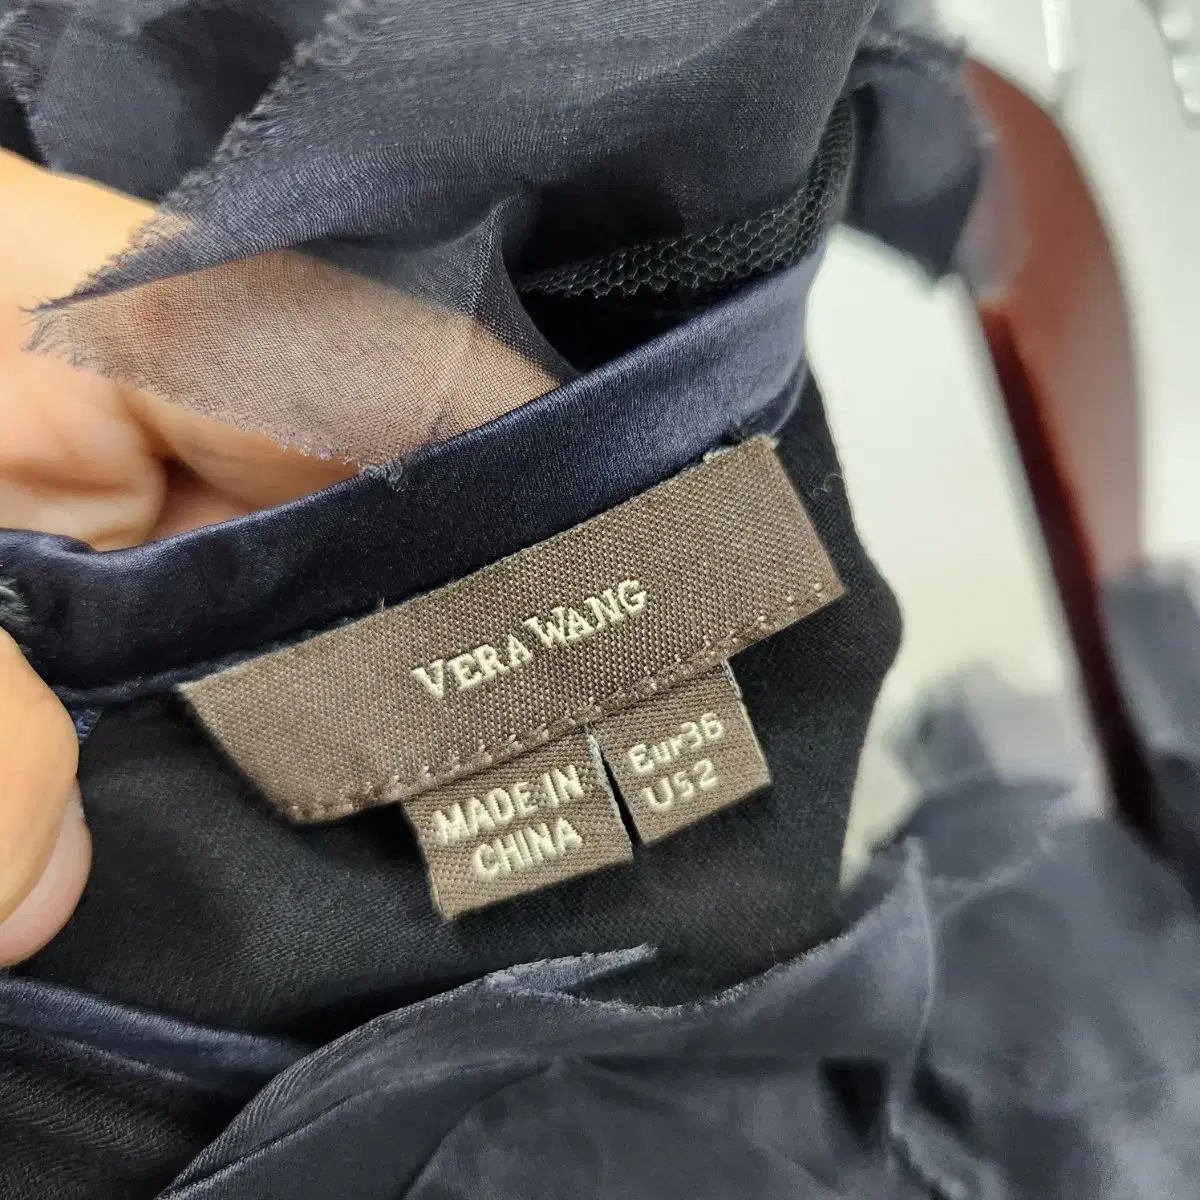 VERA WANG
MADE IN
CHINA
Eur36
US2